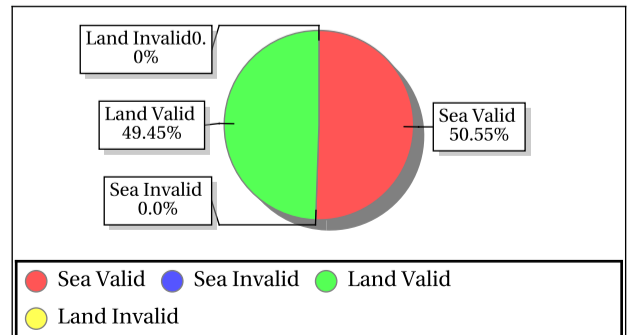 Land Invalid0.
0%
Land Valid
49.45%
Sea Valid
50.55%
Sea Invalid
0.0%
Sea Valid Sea Invalid Land Valid
Land Invalid